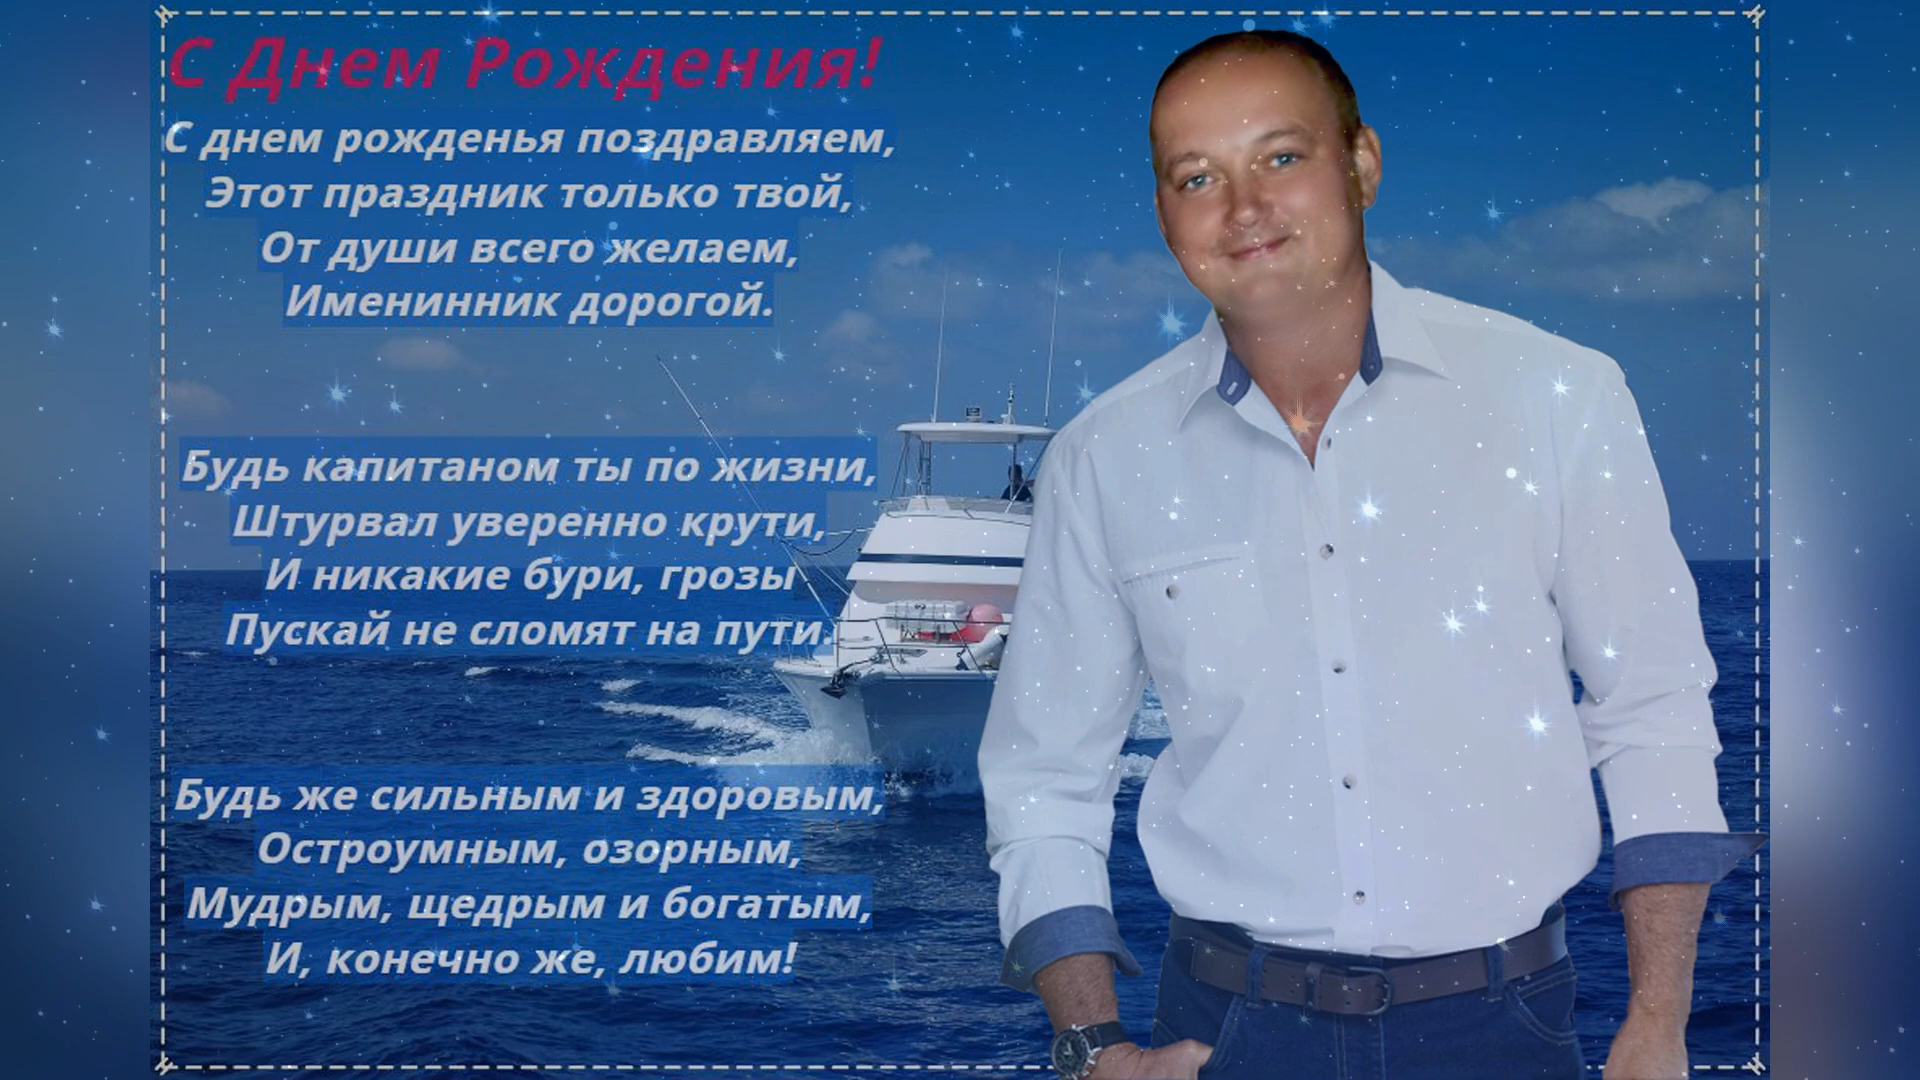 С Днем Рождения!
С днем рожденья поздравляем,
Этот праздник только твой,
От души всего желаем,
Именинник дорогой.
Будь капитаном ты по жизни,
Штурвал уверенно крути,
И никакие бури, грозы
Пускай не сломят на пути.
Будь же сильным и здоровым,
Остроумным, озорным,
Мудрым, щедрым и богатым,
И, конечно же, любим!